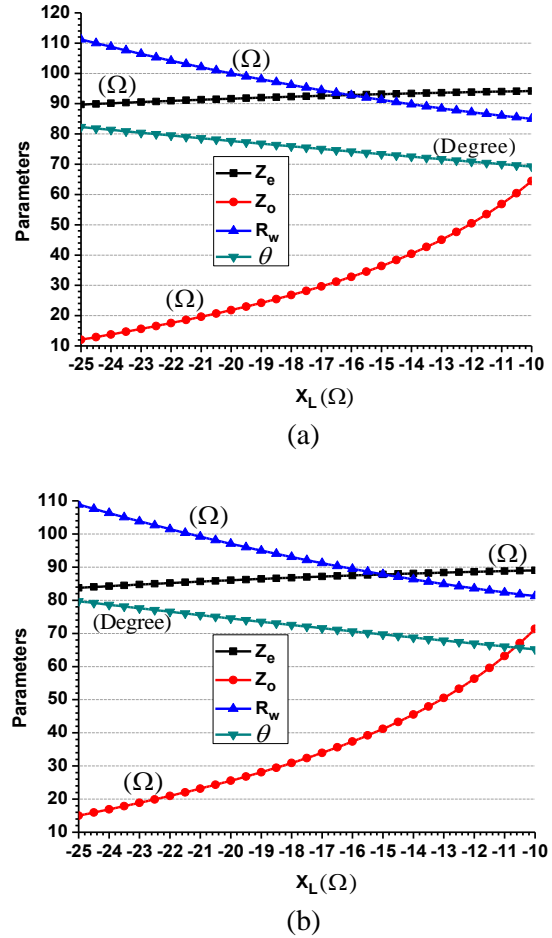 120
110
100
90
80
70
60
50
40
30
20
10
Parameters
(Ω)
(Ω)
(Degree)
(Ω)
Z_e
Z_o
R_w
θ
-25 -24 -23 -22 -21 -20 -19 -18 -17 -16 -15 -14 -13 -12 -11 -10
X_L(Ω)
(a)
110
100
90
80
70
60
50
40
30
20
10
Parameters
(Ω)
(Ω)
(Degree)
(Ω)
Z_e
Z_o
R_w
θ
-25 -24 -23 -22 -21 -20 -19 -18 -17 -16 -15 -14 -13 -12 -11 -10
X_L(Ω)
(b)